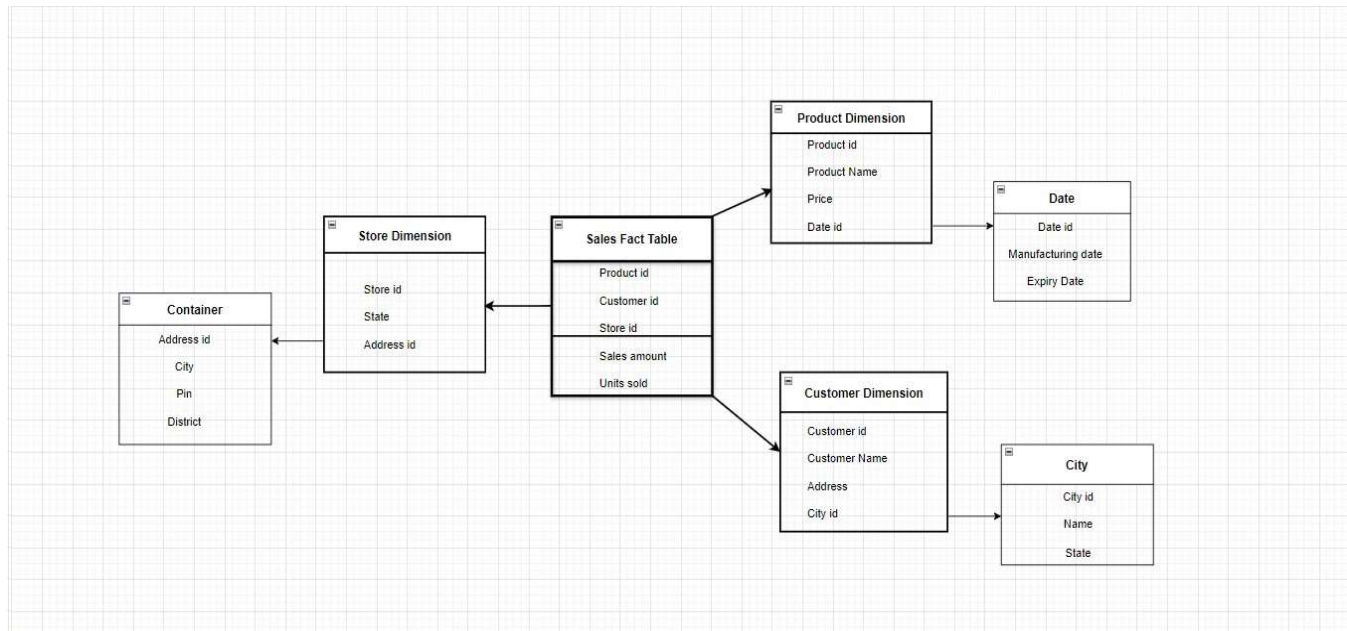 Product Dimension
Product id
Product Name
Price
Date id
Date
Date id
Manufacturing date
Expiry Date
Store Dimension
Store id
State
Address id
Sales Fact Table
Product id
Customer id
Store id
Sales amount
Units sold
Container
Address id
City
Pin
District
Customer Dimension
Customer id
Customer Name
Address
City id
City
City id
Name
State